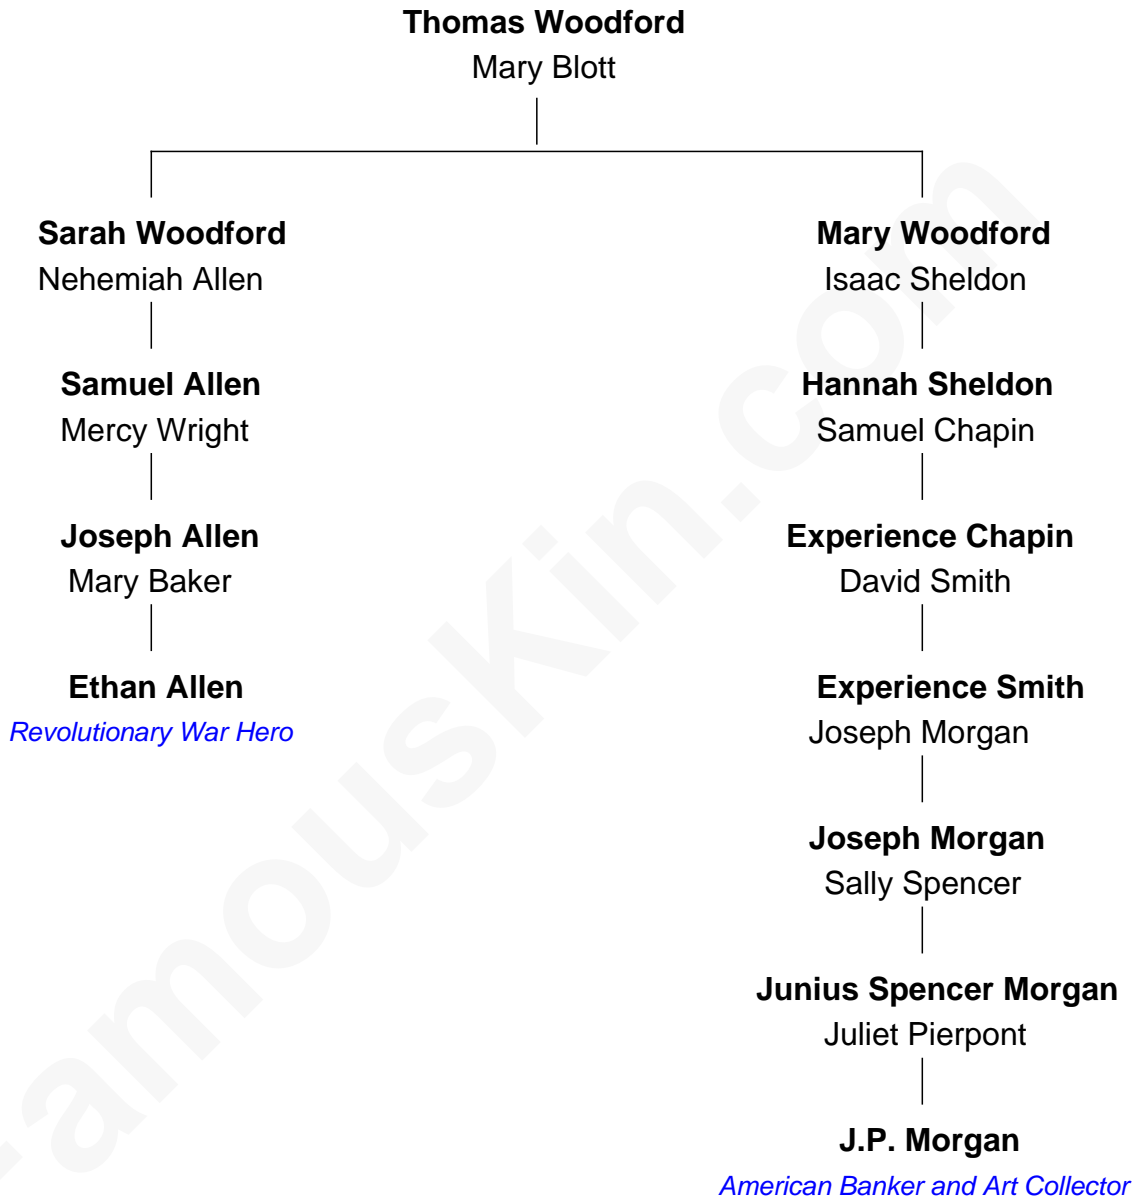 Thomas Woodford
Mary Blott
Sarah Woodford
Nehemiah Allen
Mary Woodford
Isaac Sheldon
Samuel Allen
Mercy Wright
Hannah Sheldon
Samuel Chapin
Joseph Allen
Mary Baker
Experience Chapin
David Smith
Ethan Allen
Revolutionary War Hero
Experience Smith
Joseph Morgan
Joseph Morgan
Sally Spencer
Junius Spencer Morgan
Juliet Pierpont
J.P. Morgan
American Banker and Art Collector
FamousKin.com